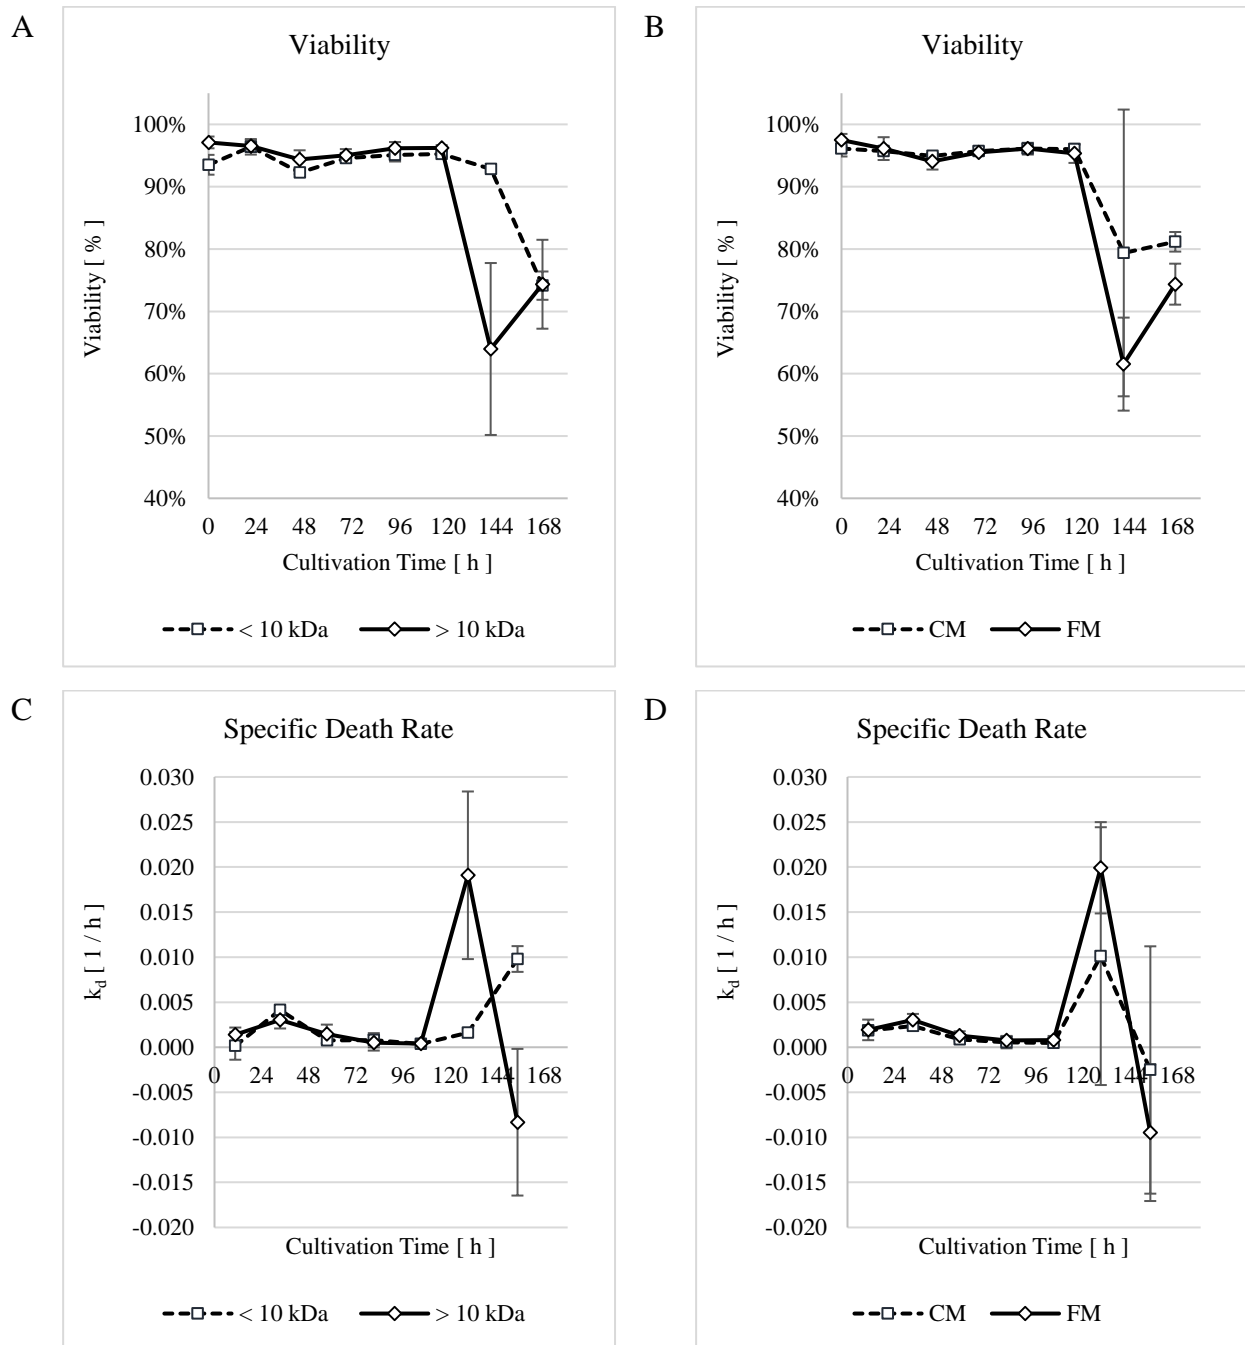 A
Viability
100%
90%
80%
70%
60%
50%
40%
Viability [ % ]
0 24 48 72 96 120 144 168
Cultivation Time [ h ]
< 10 kDa > 10 kDa
B
Viability
100%
90%
80%
70%
60%
50%
40%
Viability [ % ]
0 24 48 72 96 120 144 168
Cultivation Time [ h ]
CM FM
C
Specific Death Rate
0.030
0.025
0.020
0.015
0.010
0.005
0.000
-0.005
-0.010
-0.015
-0.020
kd [ 1 / h ]
0 24 48 72 96 120 144 168
Cultivation Time [ h ]
< 10 kDa > 10 kDa
D
Specific Death Rate
0.030
0.025
0.020
0.015
0.010
0.005
0.000
-0.005
-0.010
-0.015
-0.020
kd [ 1 / h ]
0 24 48 72 96 120 144 168
Cultivation Time [ h ]
CM FM